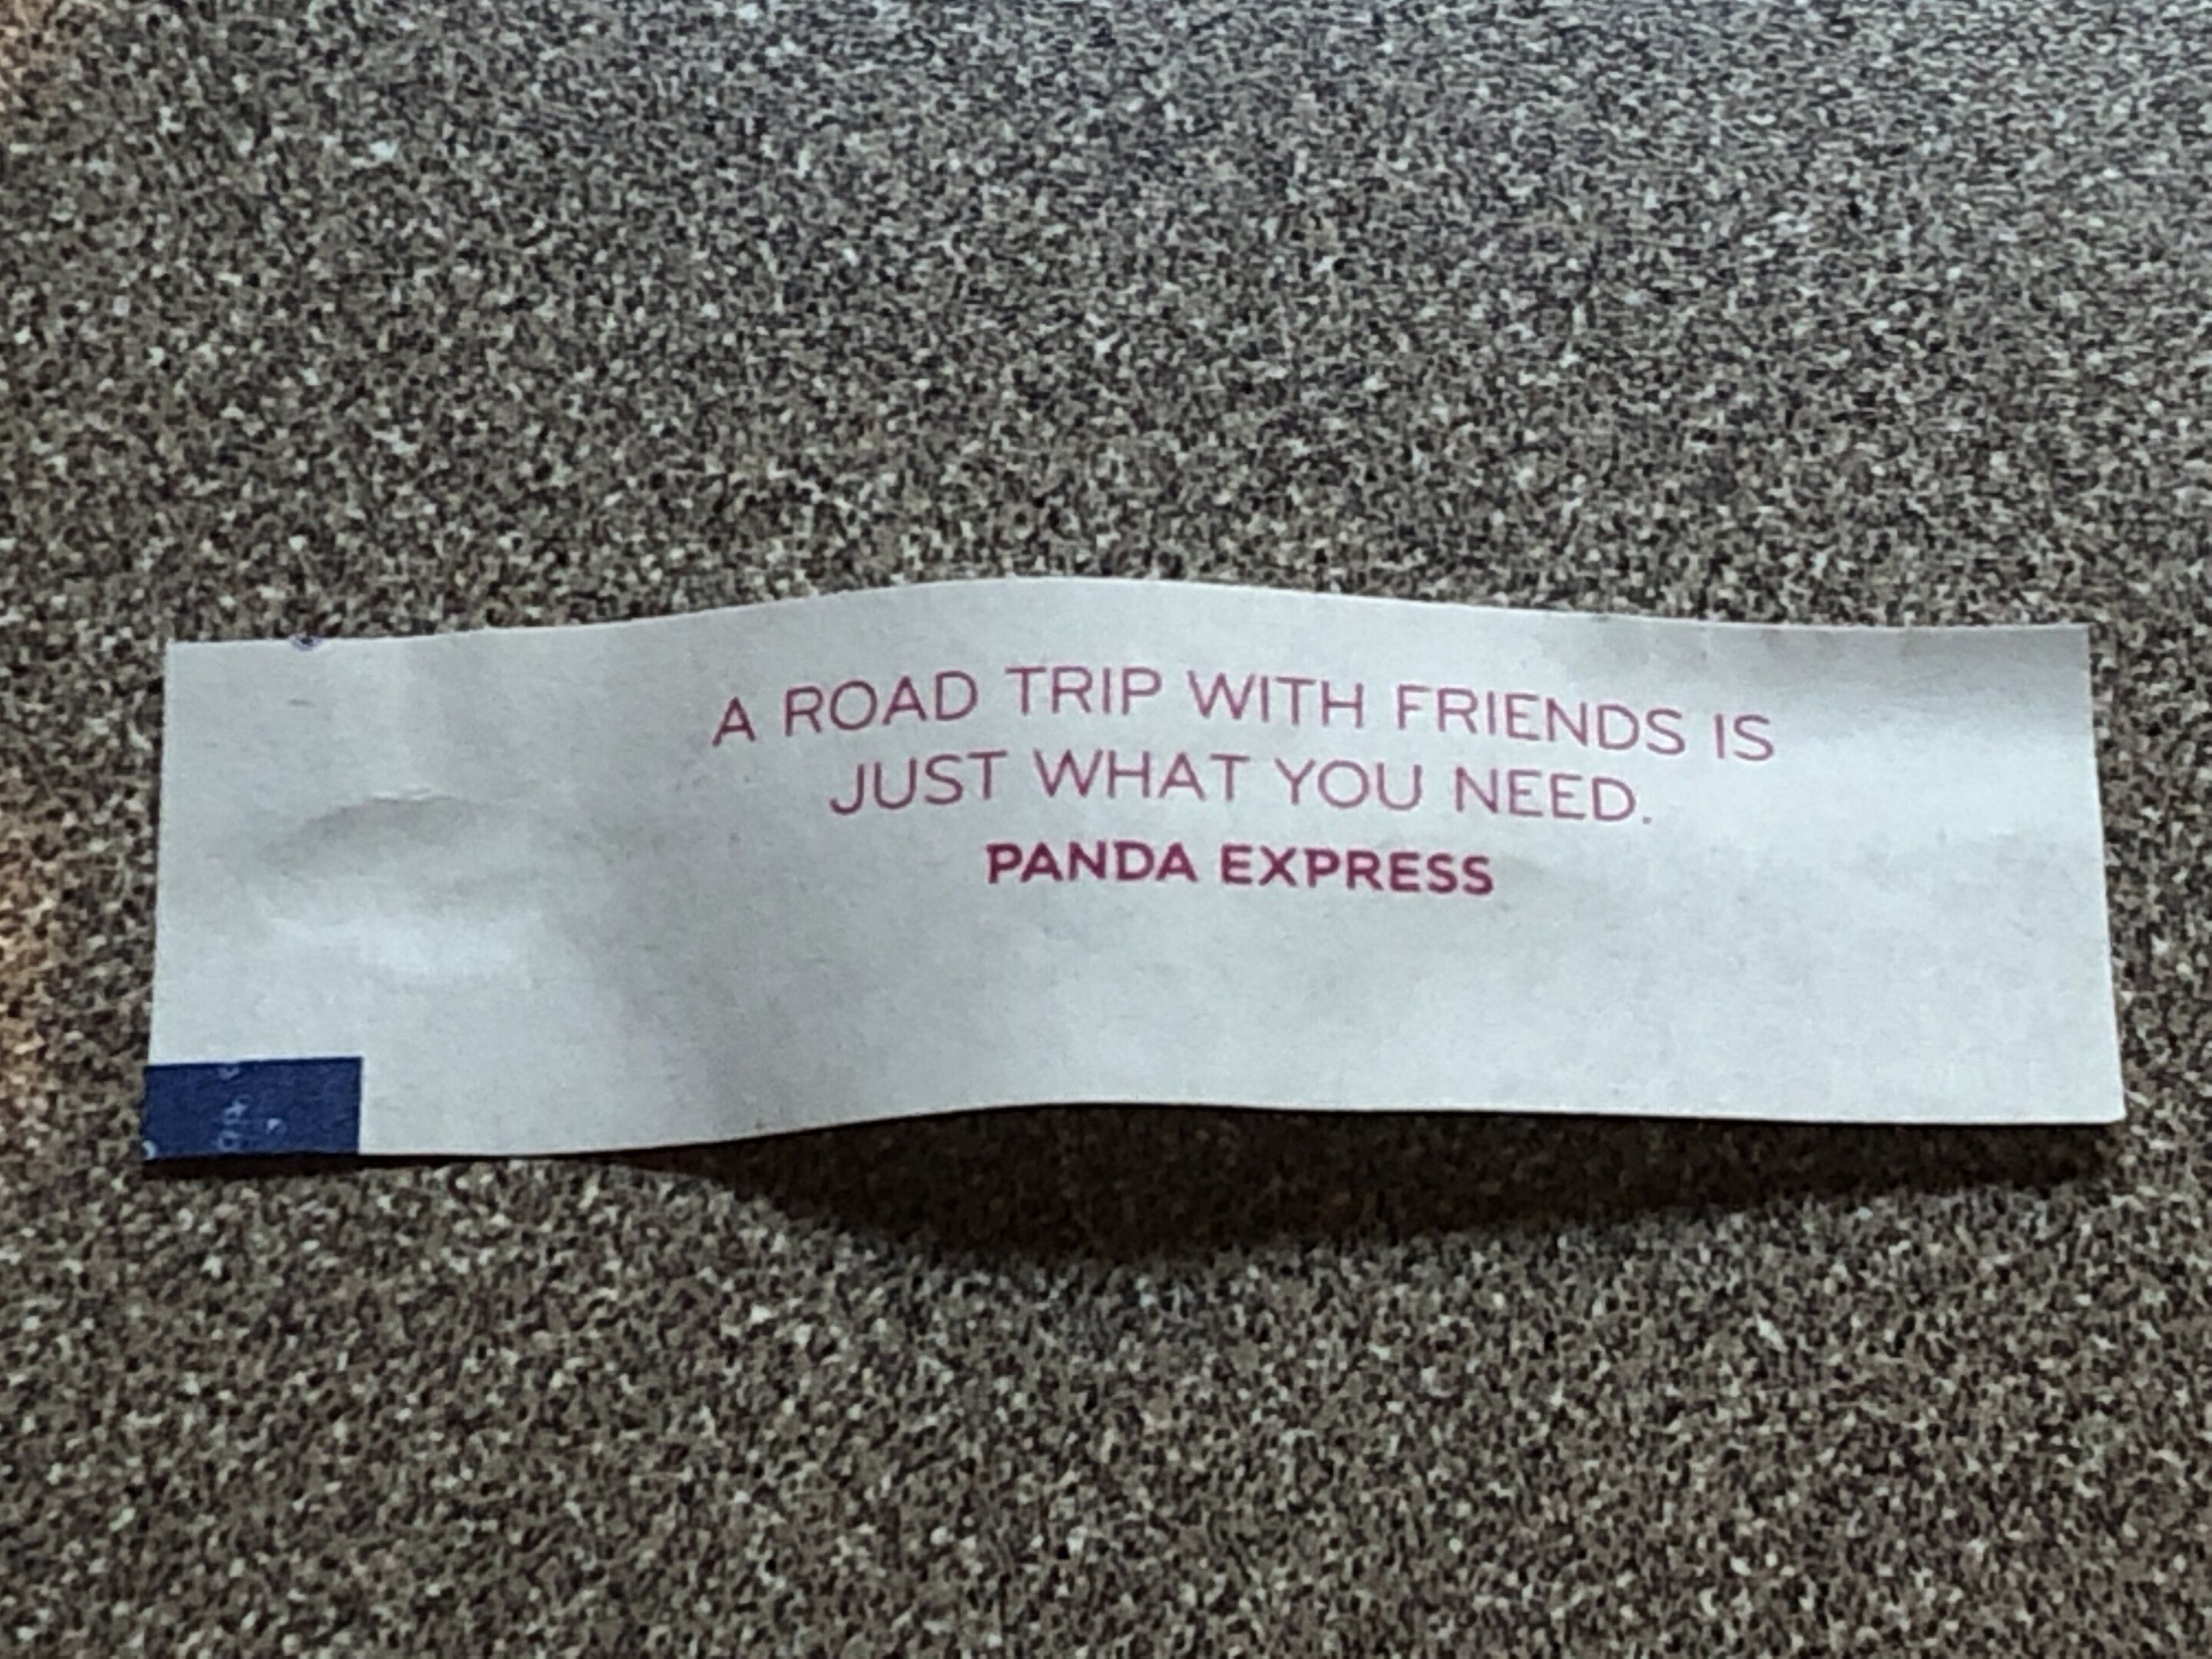 A ROAD TRIP WITH FRIENDS IS
JUST WHAT YOU NEED.
PANDA EXPRESS